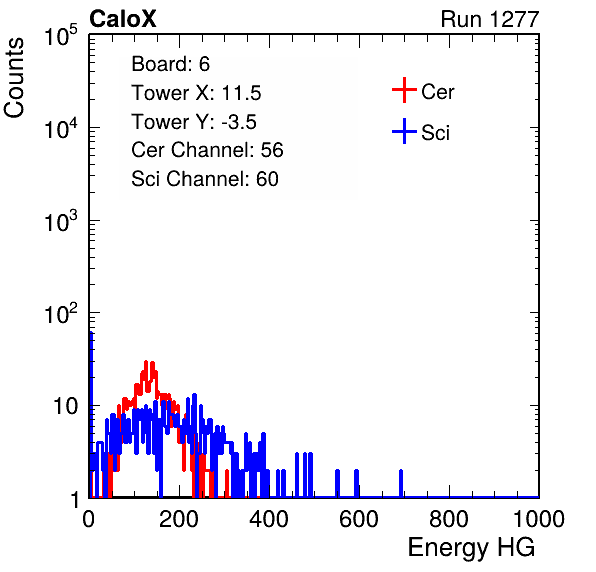 CaloX Run 1277
Counts
Board: 6
Tower X: 11.5
Tower Y: -3.5
Cer Channel: 56
Sci Channel: 60
Cer
Sci
10^5
10^4
10^3
10^2
10
1
0 200 400 600 800 1000
Energy HG